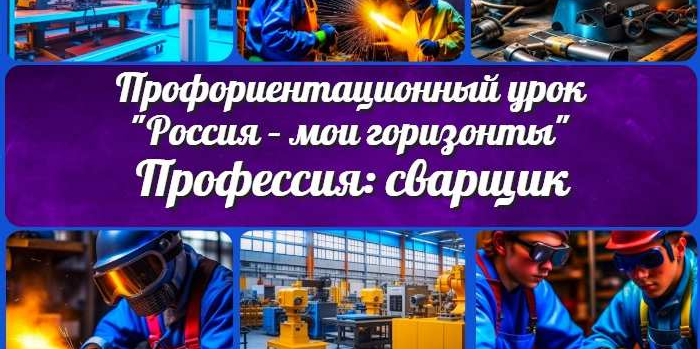 Профориентационный урок
"Россия – мои горизонты"
Профессия: сварщик